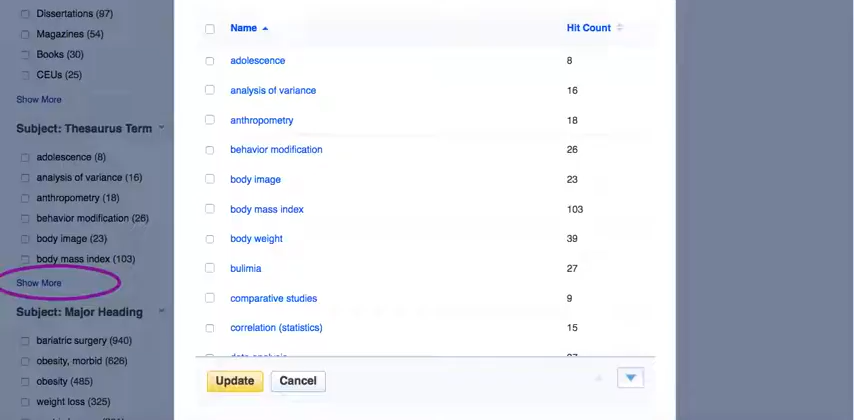 Dissertations (97)
Magazines (54)
Books (30)
CEUs (25)
Show More
Subject: Thesaurus Term
adolescence (8)
analysis of variance (16)
anthropometry (18)
behavior modification (26)
body image (23)
body mass index (103)
Show More
Subject: Major Heading
bariatric surgery (940)
obesity, morbid (626)
obesity (485)
weight loss (325)
Name Hit Count
adolescence 8
analysis of variance 16
anthropometry 18
behavior modification 26
body image 23
body mass index 103
body weight 39
bulimia 27
comparative studies 9
correlation (statistics) 15
Update Cancel